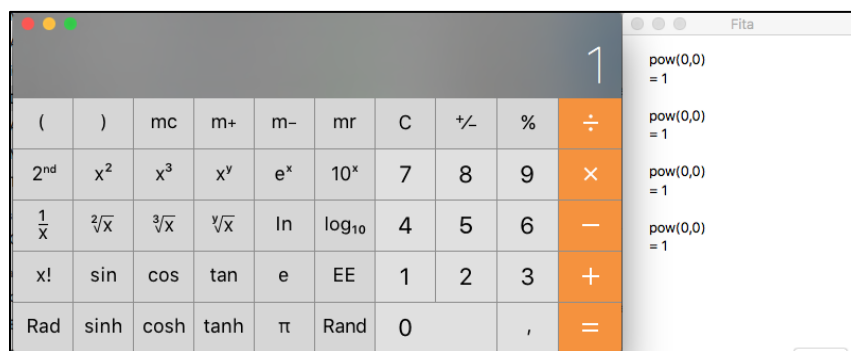 1
( ) mc m+ m− mr C +/− % ÷
2nd x² x³ xʸ eˣ 10ˣ 7 8 9 ×
1/x ²√x ³√x ʸ√x ln log₁₀ 4 5 6 −
x! sin cos tan e EE 1 2 3 +
Rad sinh cosh tanh π Rand 0 , =
Fita
pow(0,0)
= 1
pow(0,0)
= 1
pow(0,0)
= 1
pow(0,0)
= 1